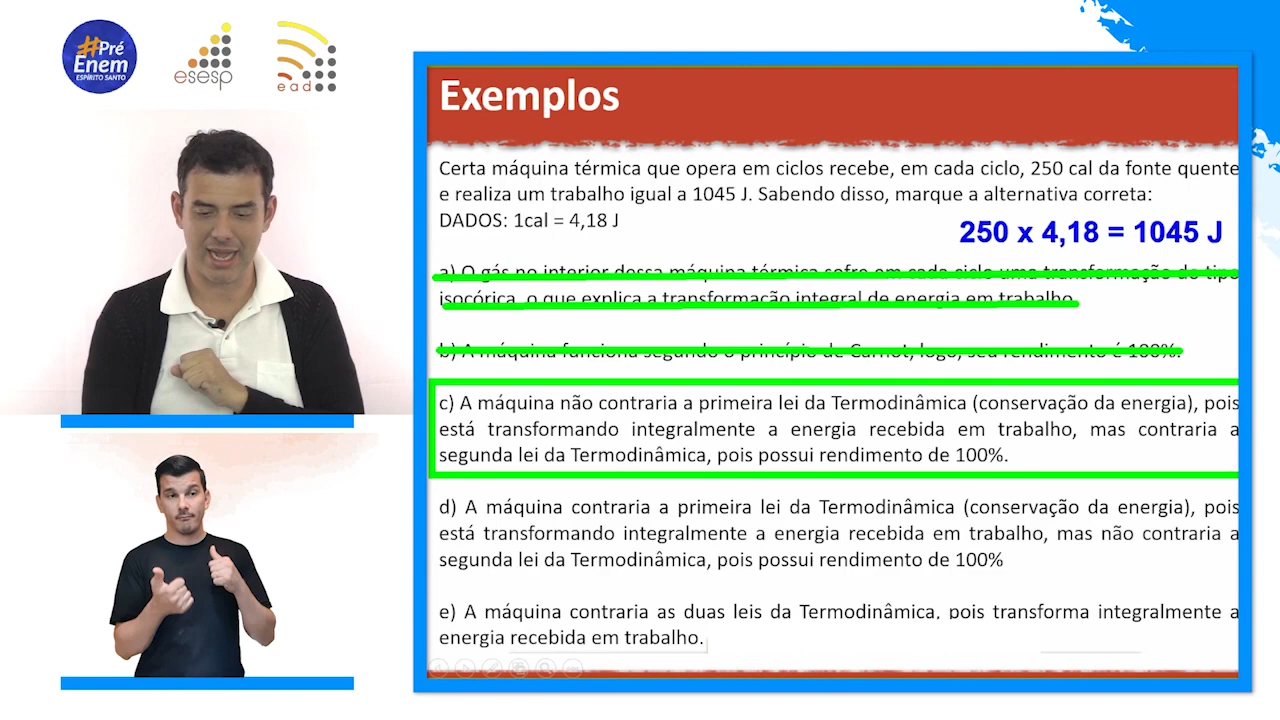 #Pré
Enem
ESPÍRITO SANTO
esesp
ead
Exemplos
Certa máquina térmica que opera em ciclos recebe, em cada ciclo, 250 cal da fonte quente
e realiza um trabalho igual a 1045 J. Sabendo disso, marque a alternativa correta:
DADOS: 1cal = 4,18 J
250 x 4,18 = 1045 J
a) O gás no interior dessa máquina térmica sofre em cada ciclo uma transformação do tipo
isocórica, o que explica a transformação integral de energia em trabalho.
b) A máquina funciona segundo o princípio de Carnot, logo, seu rendimento é 100%.
c) A máquina não contraria a primeira lei da Termodinâmica (conservação da energia), pois
está transformando integralmente a energia recebida em trabalho, mas contraria a
segunda lei da Termodinâmica, pois possui rendimento de 100%.
d) A máquina contraria a primeira lei da Termodinâmica (conservação da energia), pois
está transformando integralmente a energia recebida em trabalho, mas não contraria a
segunda lei da Termodinâmica, pois possui rendimento de 100%
e) A máquina contraria as duas leis da Termodinâmica, pois transforma integralmente a
energia recebida em trabalho.